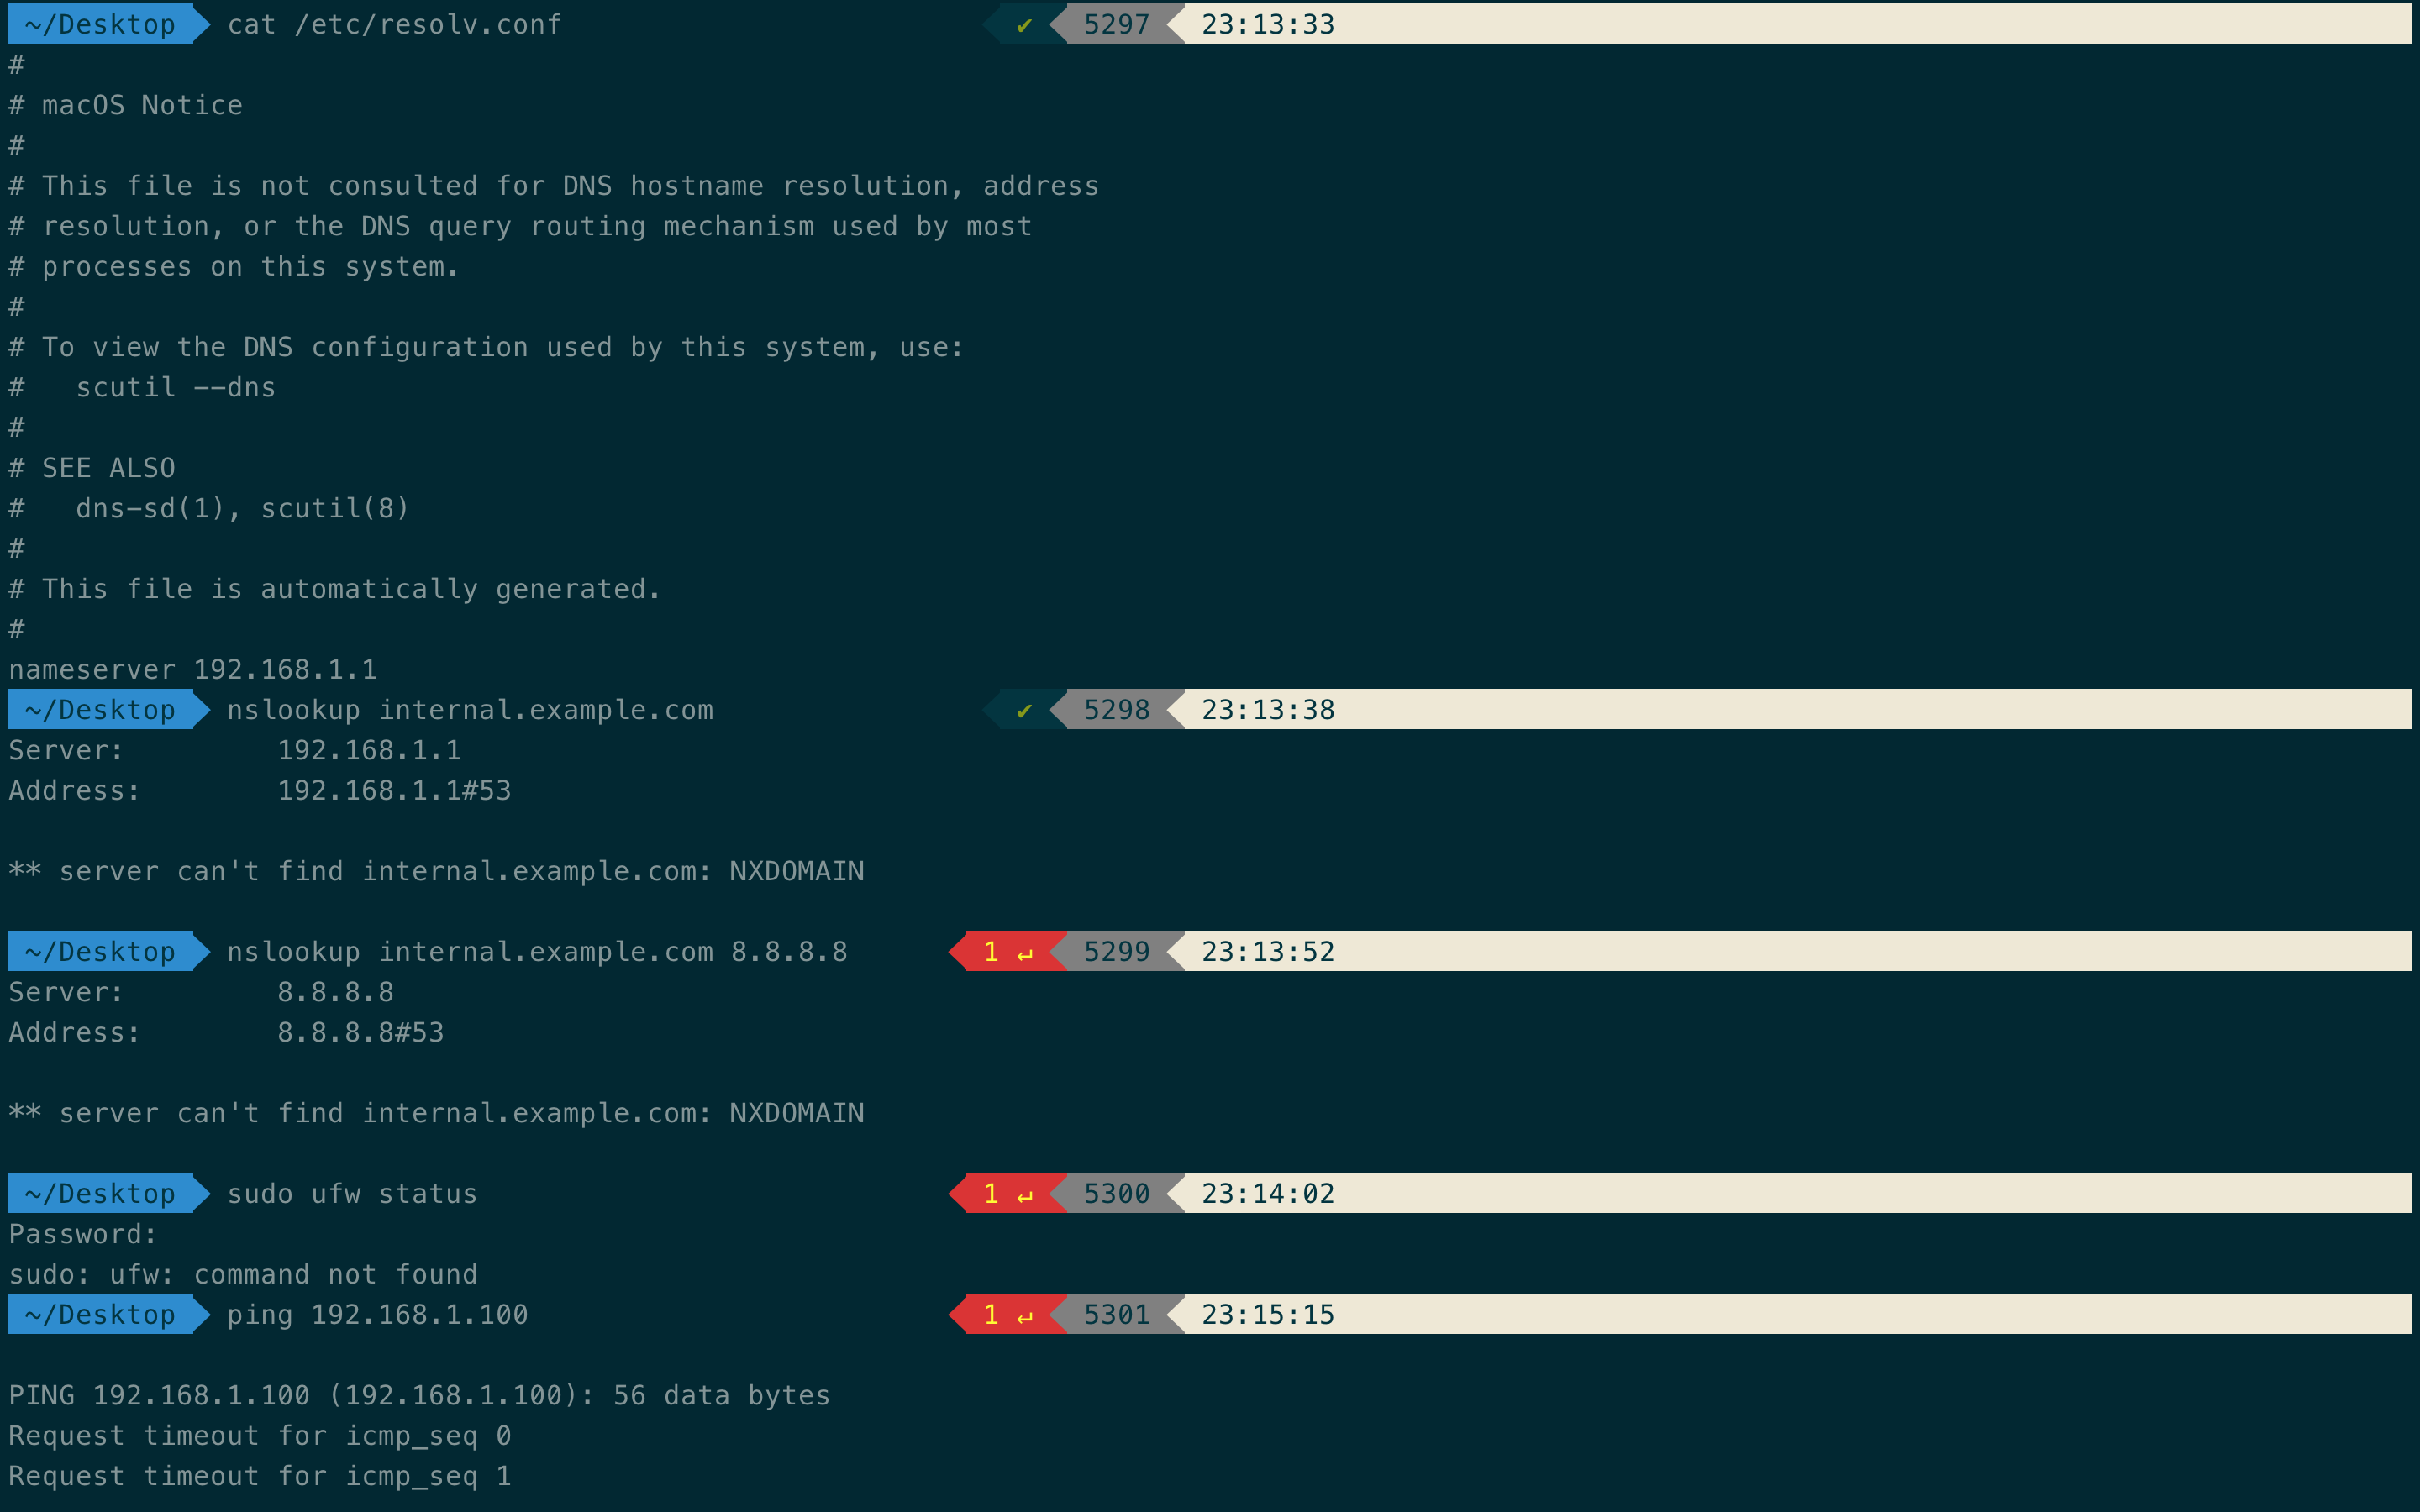 ~/Desktop cat /etc/resolv.conf ✔ 5297 23:13:33
#
# macOS Notice
#
# This file is not consulted for DNS hostname resolution, address
# resolution, or the DNS query routing mechanism used by most
# processes on this system.
#
# To view the DNS configuration used by this system, use:
#   scutil --dns
#
# SEE ALSO
#   dns-sd(1), scutil(8)
#
# This file is automatically generated.
#
nameserver 192.168.1.1
~/Desktop nslookup internal.example.com ✔ 5298 23:13:38
Server:         192.168.1.1
Address:        192.168.1.1#53
** server can't find internal.example.com: NXDOMAIN
~/Desktop nslookup internal.example.com 8.8.8.8 1 ↵ 5299 23:13:52
Server:         8.8.8.8
Address:        8.8.8.8#53
** server can't find internal.example.com: NXDOMAIN
~/Desktop sudo ufw status 1 ↵ 5300 23:14:02
Password:
sudo: ufw: command not found
~/Desktop ping 192.168.1.100 1 ↵ 5301 23:15:15
PING 192.168.1.100 (192.168.1.100): 56 data bytes
Request timeout for icmp_seq 0
Request timeout for icmp_seq 1